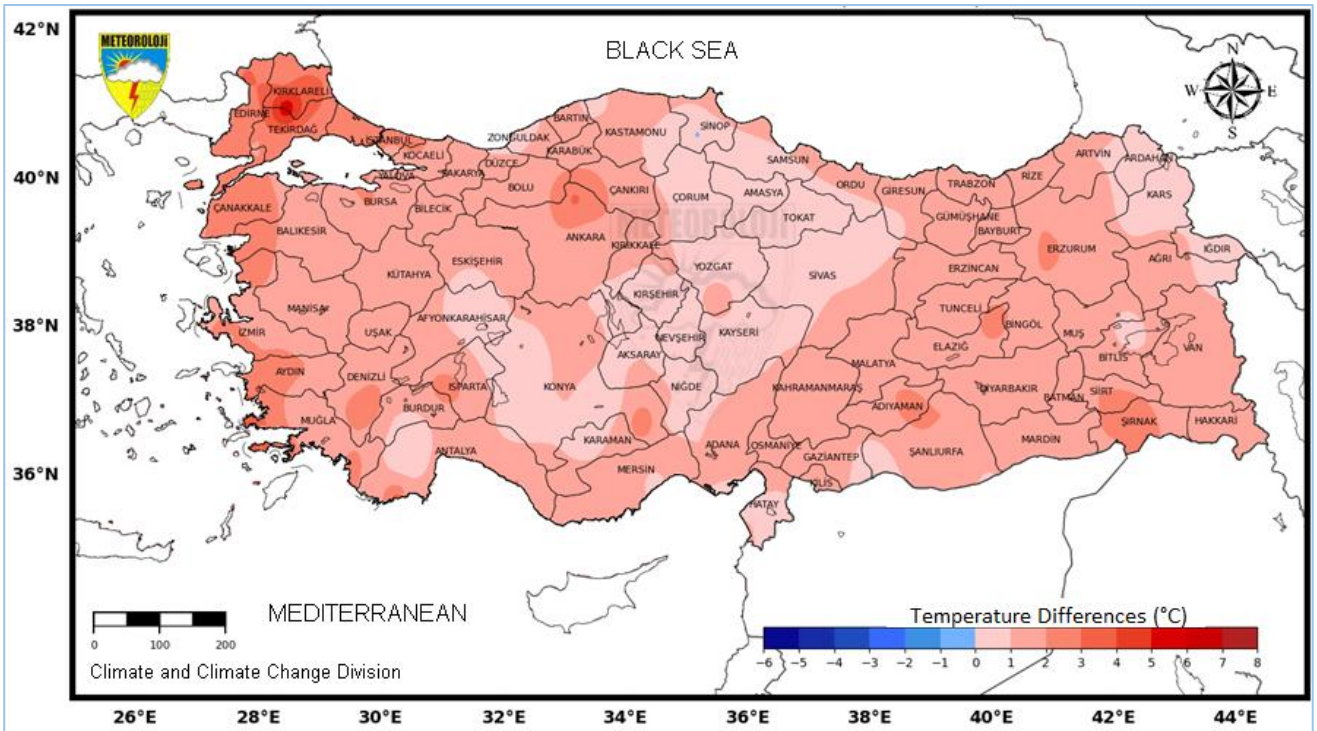 42°N
40°N
38°N
36°N
METEOROLOJİ
BLACK SEA
N
W E
S
KIRKLARELİ
EDİRNE
TEKİRDAĞ
İSTANBUL
KOCAELİ
YALOVA
SAKARYA
DÜZCE
ZONGULDAK
BARTIN
KARABÜK
KASTAMONU
SİNOP
SAMSUN
ORDU
GİRESUN
TRABZON
RİZE
ARTVİN
ARDAHAN
KARS
ÇANAKKALE
BALIKESİR
BURSA
BİLECİK
BOLU
ÇANKIRI
ÇORUM
AMASYA
TOKAT
METEOROLOJİ
GÜMÜŞHANE
BAYBURT
ERZURUM
AĞRI
IĞDIR
KÜTAHYA
ESKİŞEHİR
ANKARA
KIRIKKALE
YOZGAT
SİVAS
ERZİNCAN
MANİSA
UŞAK
AFYONKARAHİSAR
KIRŞEHİR
NEVŞEHİR
KAYSERİ
TUNCELİ
BİNGÖL
MUŞ
BİTLİS
VAN
İZMİR
AYDIN
DENİZLİ
ISPARTA
KONYA
AKSARAY
NİĞDE
MALATYA
ELAZIĞ
DİYARBAKIR
BATMAN
SİİRT
MUĞLA
BURDUR
ANTALYA
KARAMAN
MERSİN
ADANA
OSMANİYE
KAHRAMANMARAŞ
ADIYAMAN
GAZİANTEP
KİLİS
ŞANLIURFA
MARDİN
ŞIRNAK
HAKKARİ
HATAY
MEDITERRANEAN
0 100 200
Climate and Climate Change Division
Temperature Differences (°C)
−6 −5 −4 −3 −2 −1 0 1 2 3 4 5 6 7 8
26°E 28°E 30°E 32°E 34°E 36°E 38°E 40°E 42°E 44°E